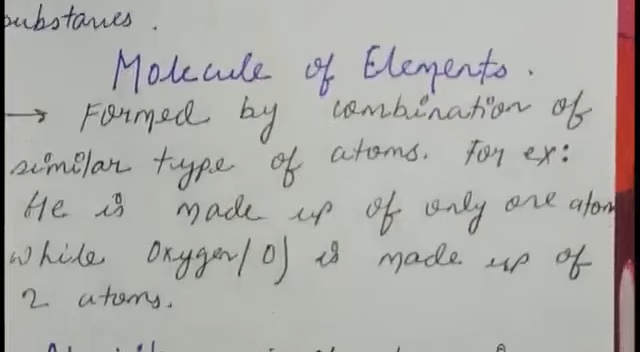 substances.
Molecule of Elements.
→ Formed by combination of
similar type of atoms. For ex:
He is made up of only one atom
while Oxygen(O) is made up of
2 atoms.